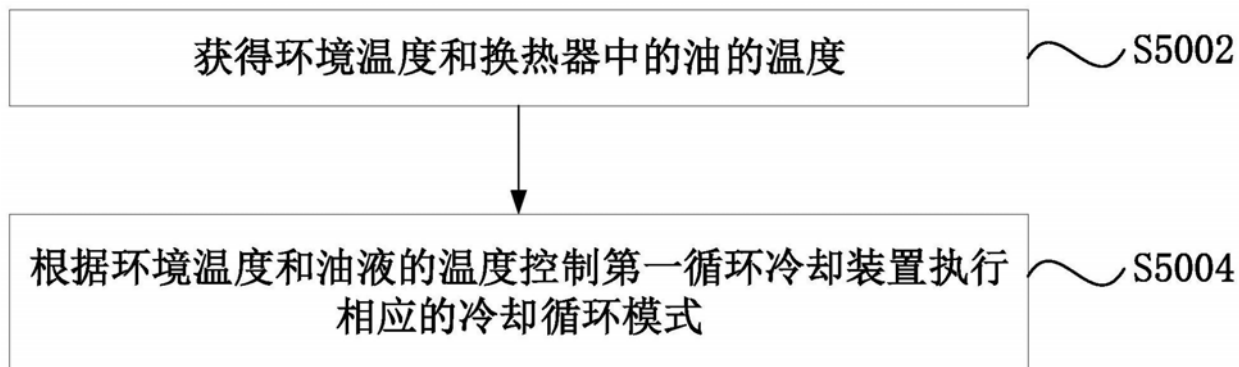 获得环境温度和换热器中的油的温度
S5002
根据环境温度和油液的温度控制第一循环冷却装置执行
相应的冷却循环模式
S5004